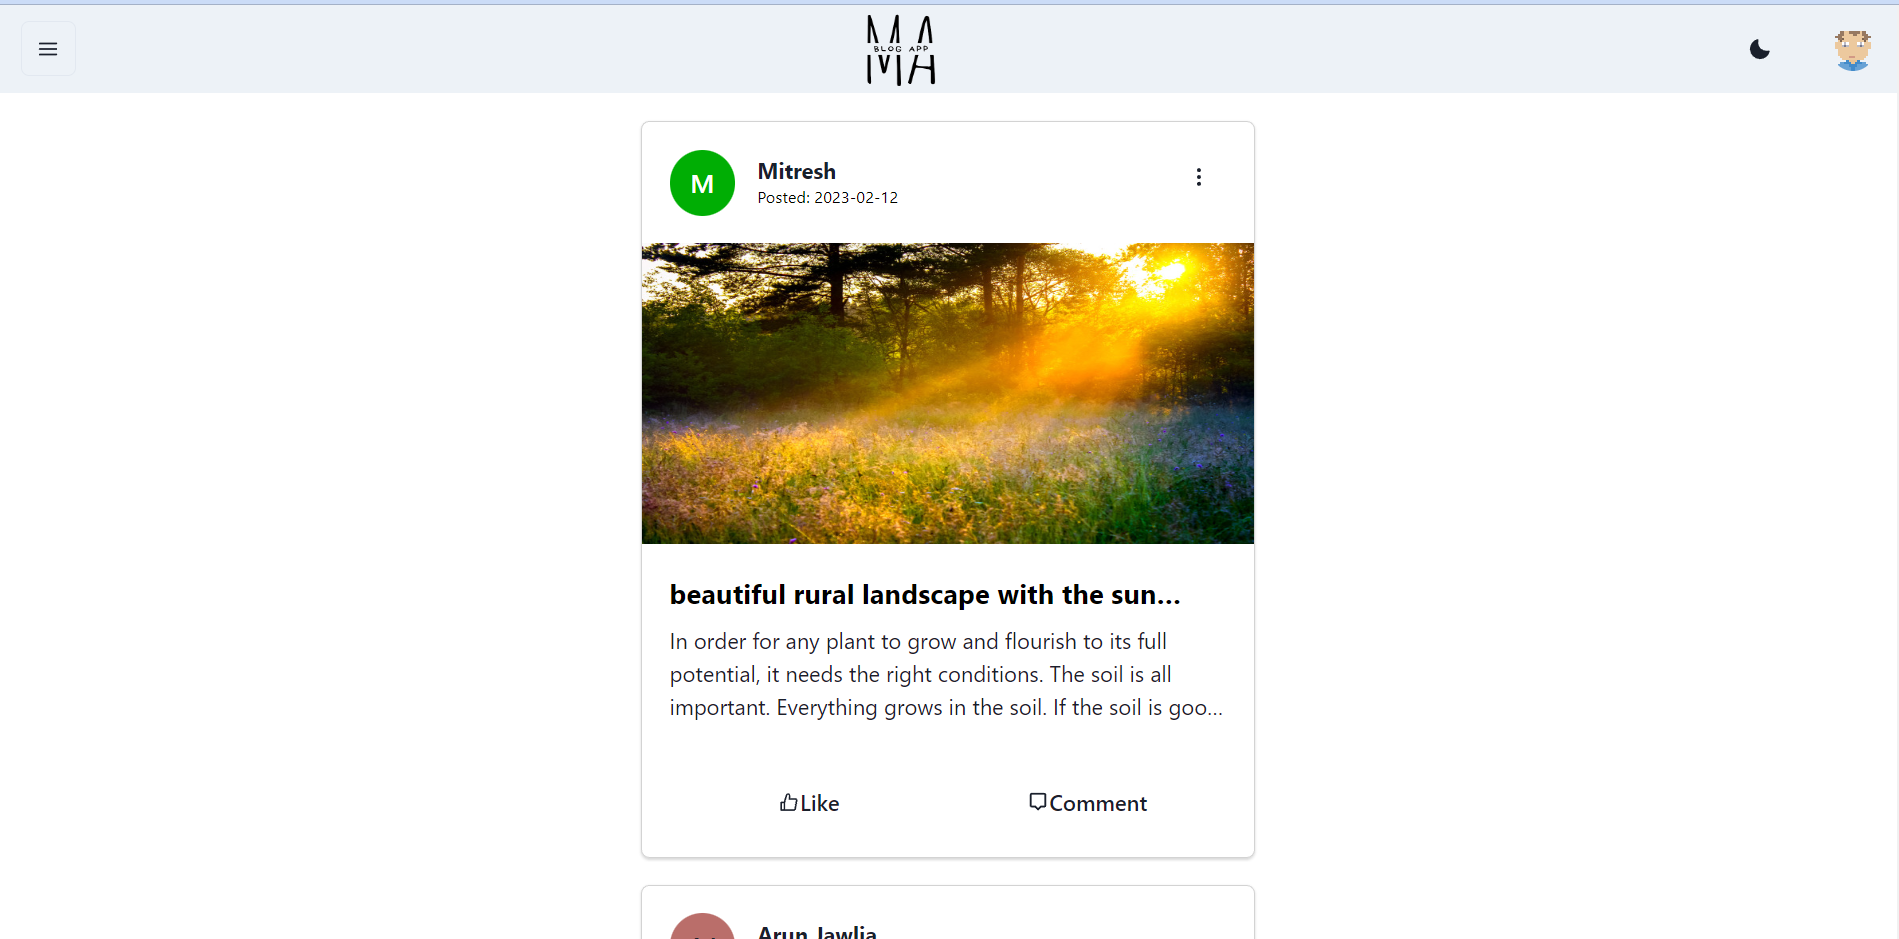 MA
BLOG APP
MA
M
Mitresh
Posted: 2023-02-12
beautiful rural landscape with the sun...
In order for any plant to grow and flourish to its full
potential, it needs the right conditions. The soil is all
important. Everything grows in the soil. If the soil is goo...
Like
Comment
Arun Jawlia